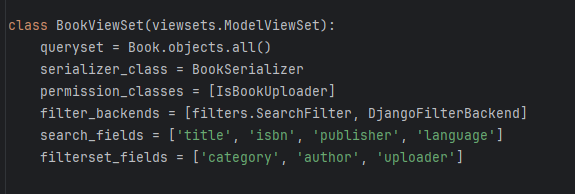 class BookViewSet(viewsets.ModelViewSet):
    queryset = Book.objects.all()
    serializer_class = BookSerializer
    permission_classes = [IsBookUploader]
    filter_backends = [filters.SearchFilter, DjangoFilterBackend]
    search_fields = ['title', 'isbn', 'publisher', 'language']
    filterset_fields = ['category', 'author', 'uploader']